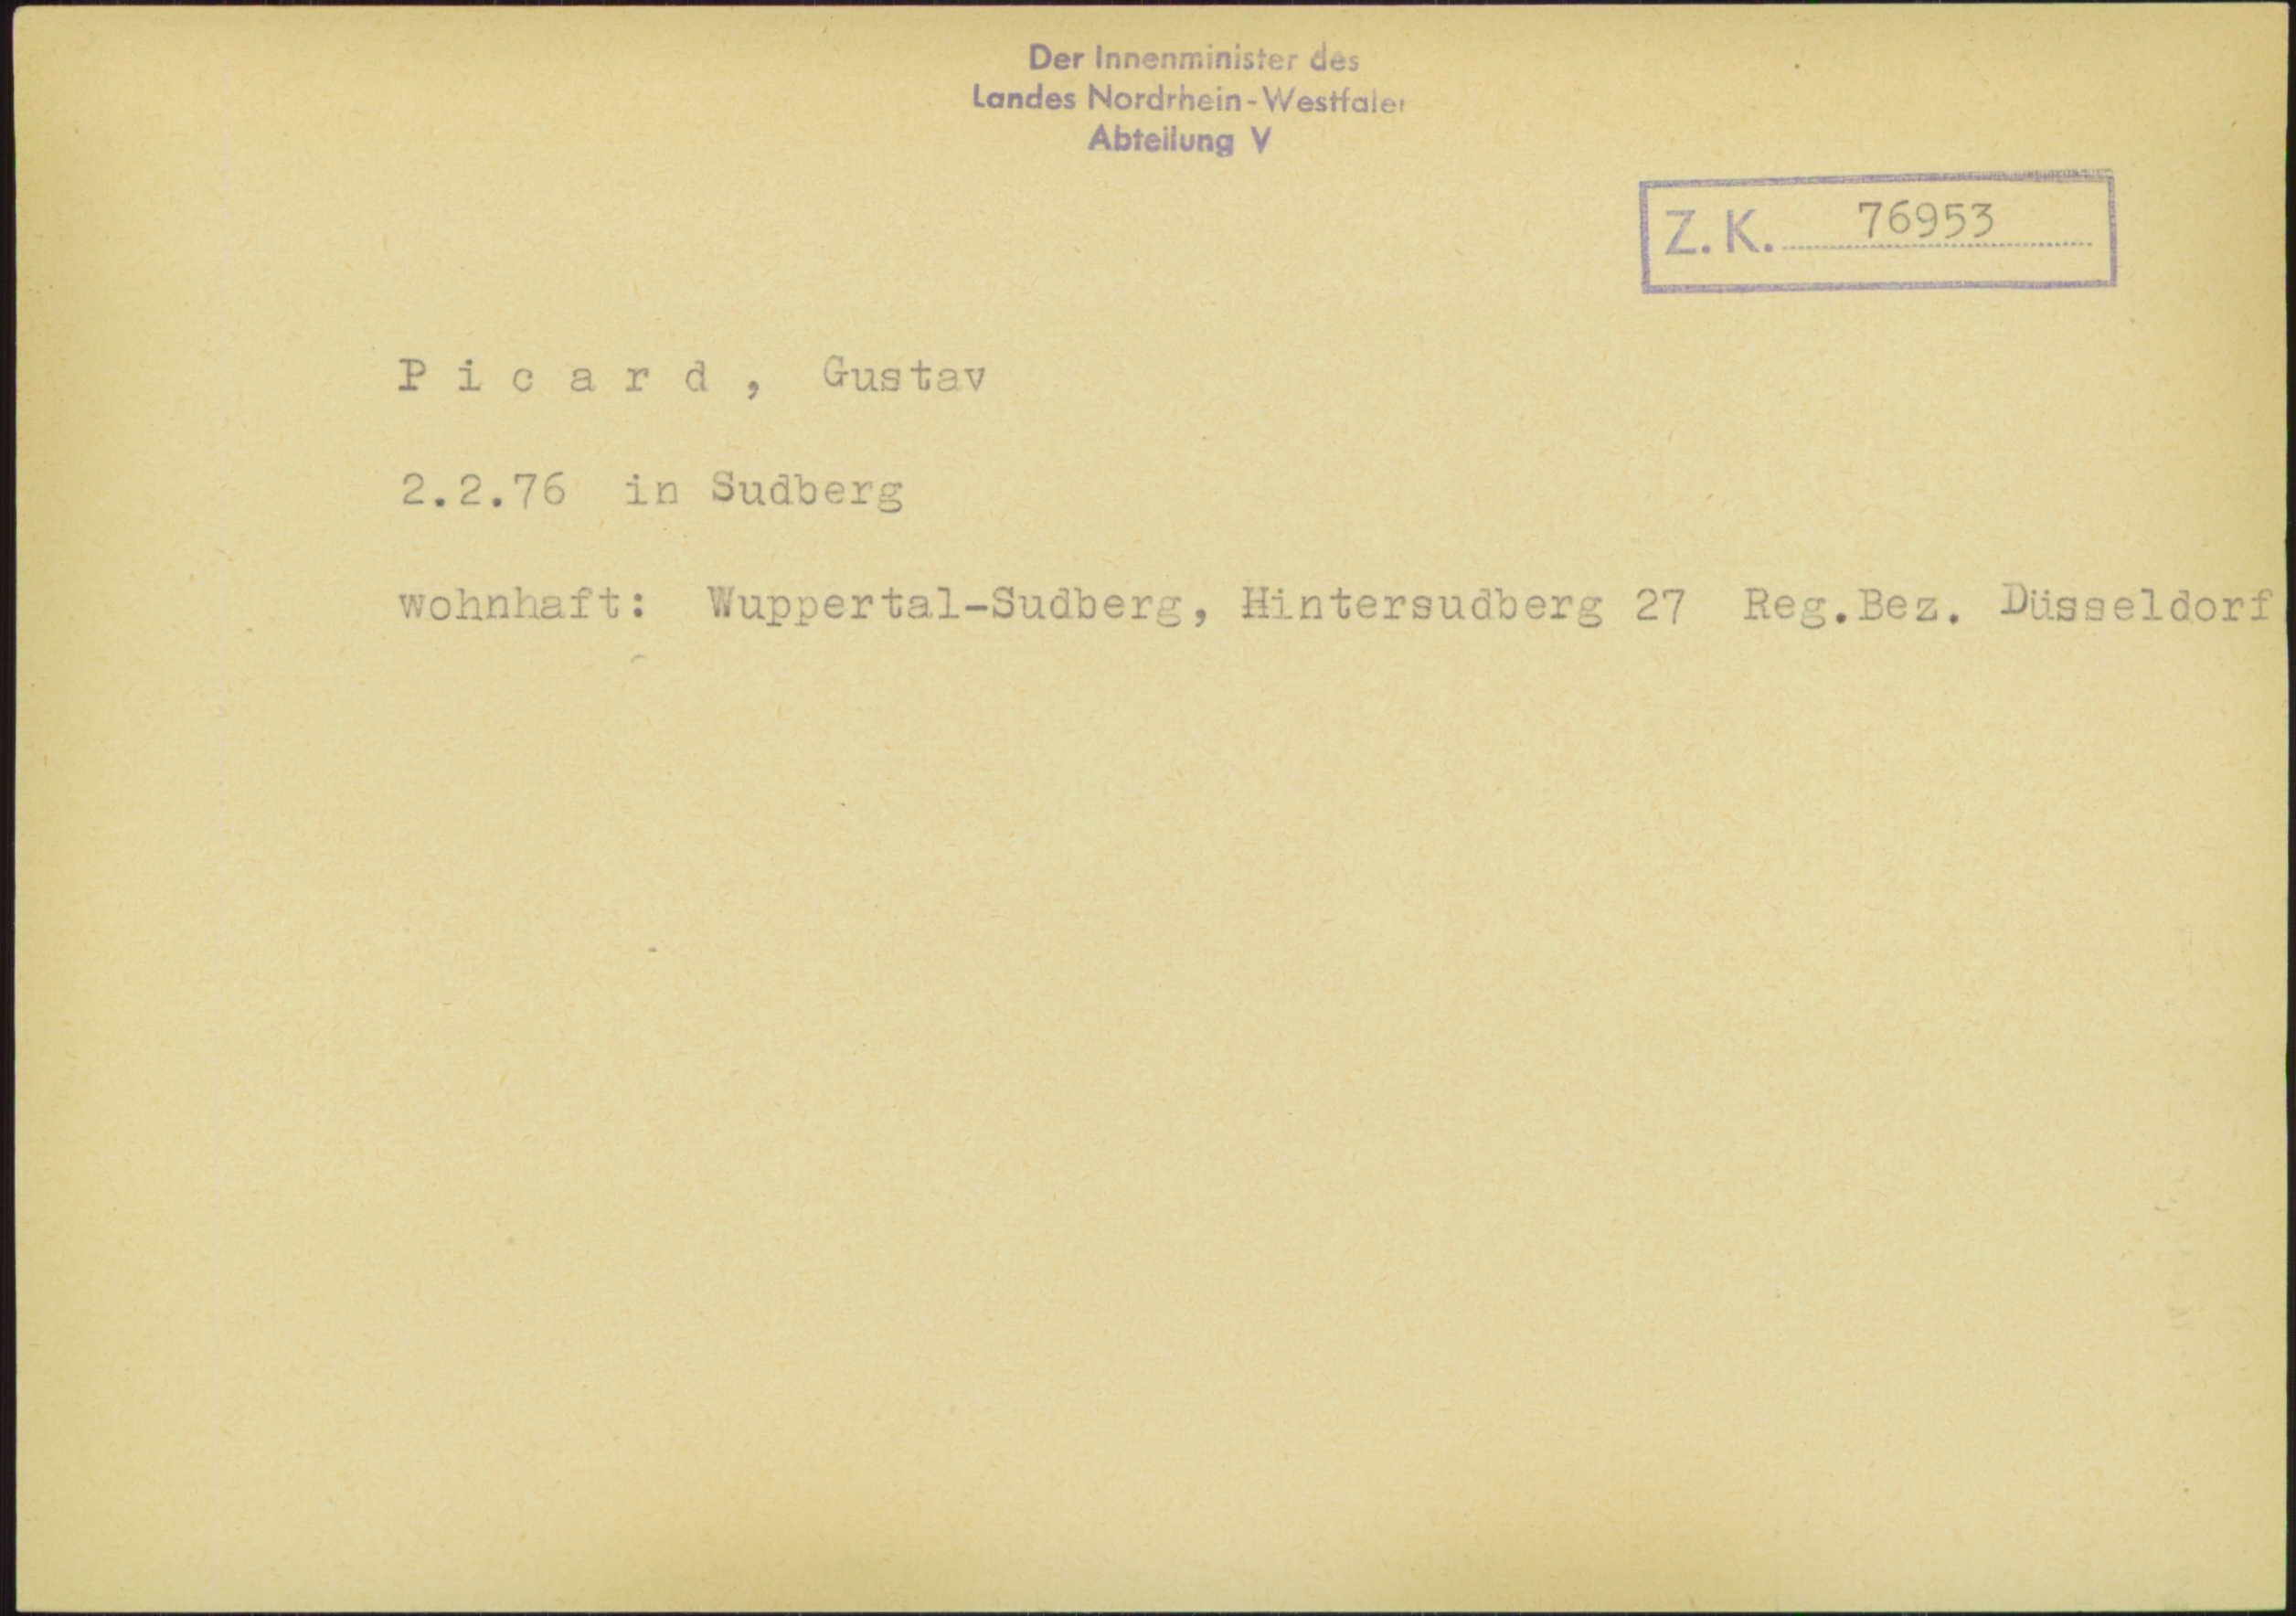 Der Innenminister des
Landes Nordrhein-Westfalen
Abteilung V
Z. K. 76953
P i c a r d , Gustav
2.2.76 in Sudberg
wohnhaft: Wuppertal-Sudberg, Hintersudberg 27 Reg.Bez. Düsseldorf